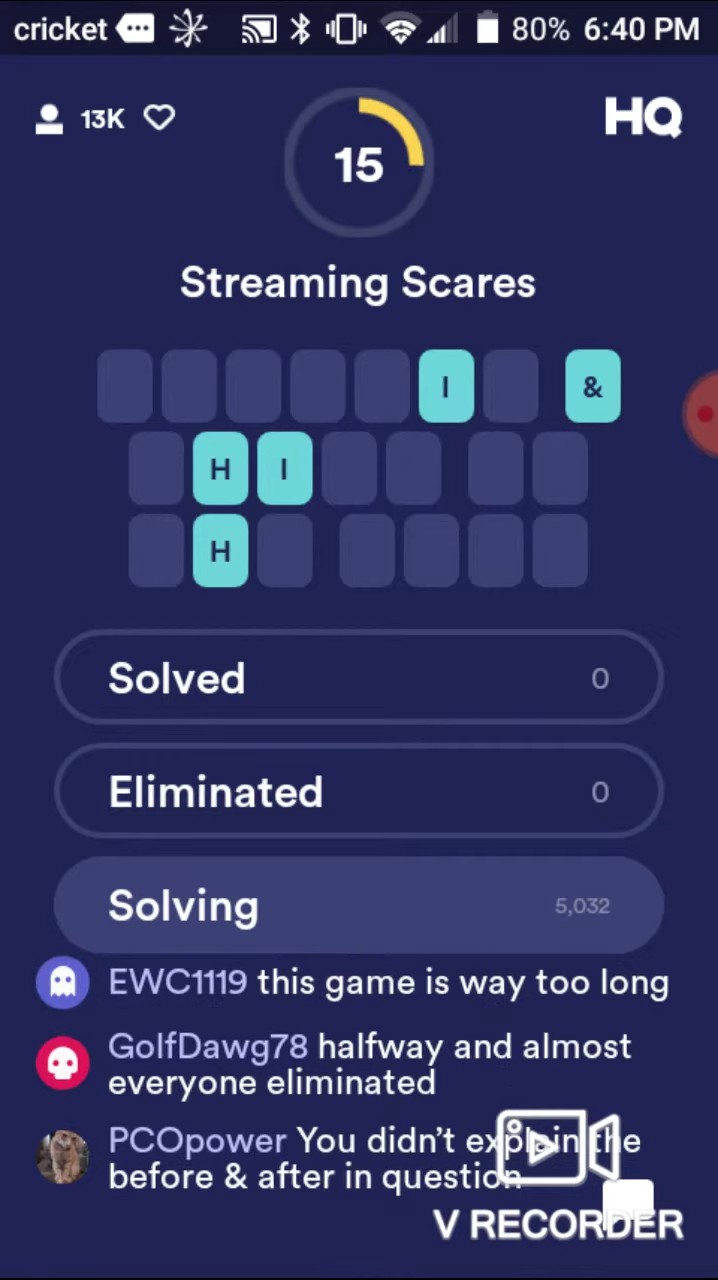 cricket 80% 6:40 PM
13K 15 HQ
Streaming Scares
I &
H I
H
Solved 0
Eliminated 0
Solving 5,032
EWC1119 this game is way too long
GolfDawg78 halfway and almost
everyone eliminated
PCOpower You didn't explain the
before & after in question
V RECORDER